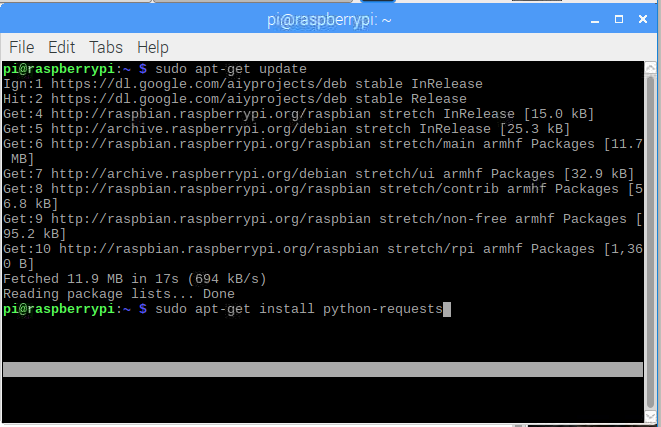 pi@raspberrypi: ~
File Edit Tabs Help
pi@raspberrypi:~ $ sudo apt-get update
Ign:1 https://dl.google.com/aiyprojects/deb stable InRelease
Hit:2 https://dl.google.com/aiyprojects/deb stable Release
Get:4 http://raspbian.raspberrypi.org/raspbian stretch InRelease [15.0 kB]
Get:5 http://archive.raspberrypi.org/debian stretch InRelease [25.3 kB]
Get:6 http://raspbian.raspberrypi.org/raspbian stretch/main armhf Packages [11.7
 MB]
Get:7 http://archive.raspberrypi.org/debian stretch/ui armhf Packages [32.9 kB]
Get:8 http://raspbian.raspberrypi.org/raspbian stretch/contrib armhf Packages [5
6.8 kB]
Get:9 http://raspbian.raspberrypi.org/raspbian stretch/non-free armhf Packages [
95.2 kB]
Get:10 http://raspbian.raspberrypi.org/raspbian stretch/rpi armhf Packages [1,36
0 B]
Fetched 11.9 MB in 17s (694 kB/s)
Reading package lists... Done
pi@raspberrypi:~ $ sudo apt-get install python-requests